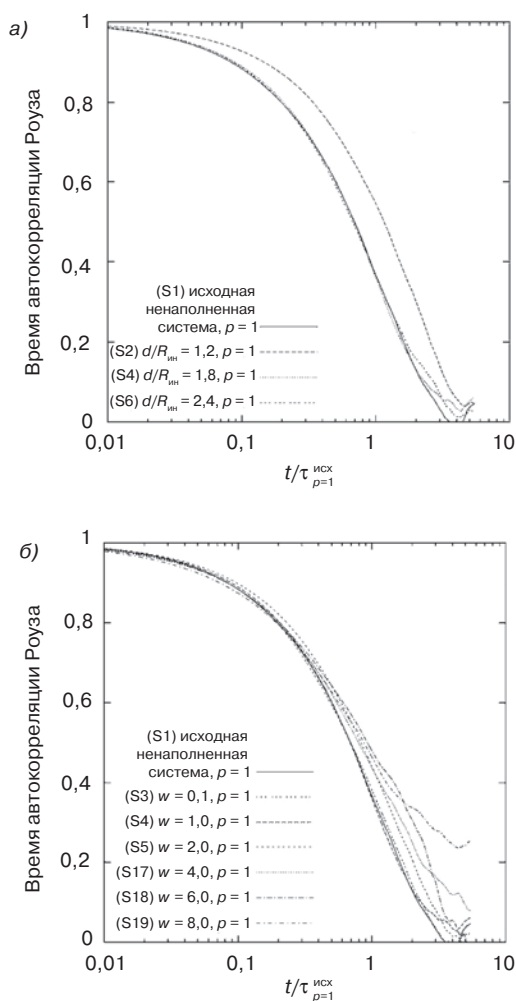 а)
Время автокорреляции Роуза
1
0,8
0,6
0,4
0,2
0
(S1) исходная
ненаполненная
система, p = 1
(S2) d/Rин = 1,2, p = 1
(S4) d/Rин = 1,8, p = 1
(S6) d/Rин = 2,4, p = 1
0,01 0,1 1 10
t/τ исх p=1
б)
Время автокорреляции Роуза
1
0,8
0,6
0,4
0,2
0
(S1) исходная
ненаполненная
система, p = 1
(S3) w = 0,1, p = 1
(S4) w = 1,0, p = 1
(S5) w = 2,0, p = 1
(S17) w = 4,0, p = 1
(S18) w = 6,0, p = 1
(S19) w = 8,0, p = 1
0,01 0,1 1 10
t/τ исх p=1